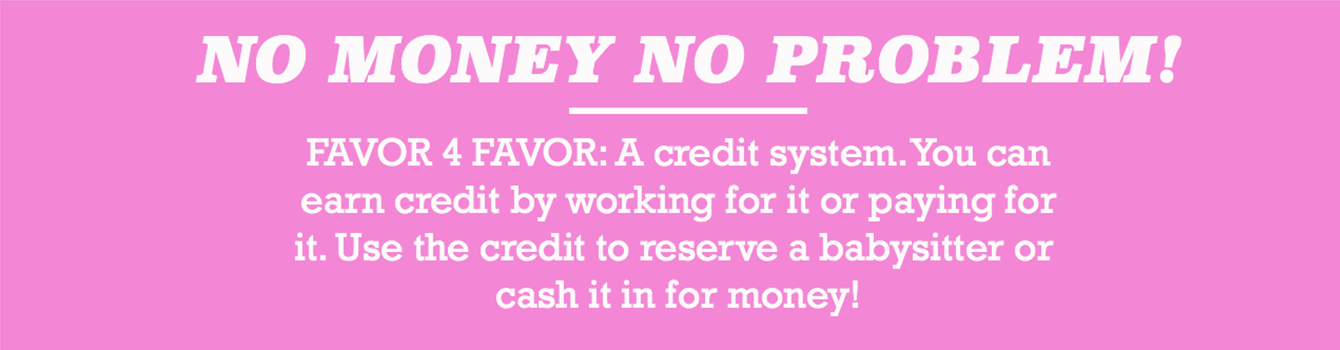 NO MONEY NO PROBLEM!
FAVOR 4 FAVOR: A credit system. You can
earn credit by working for it or paying for
it. Use the credit to reserve a babysitter or
cash it in for money!